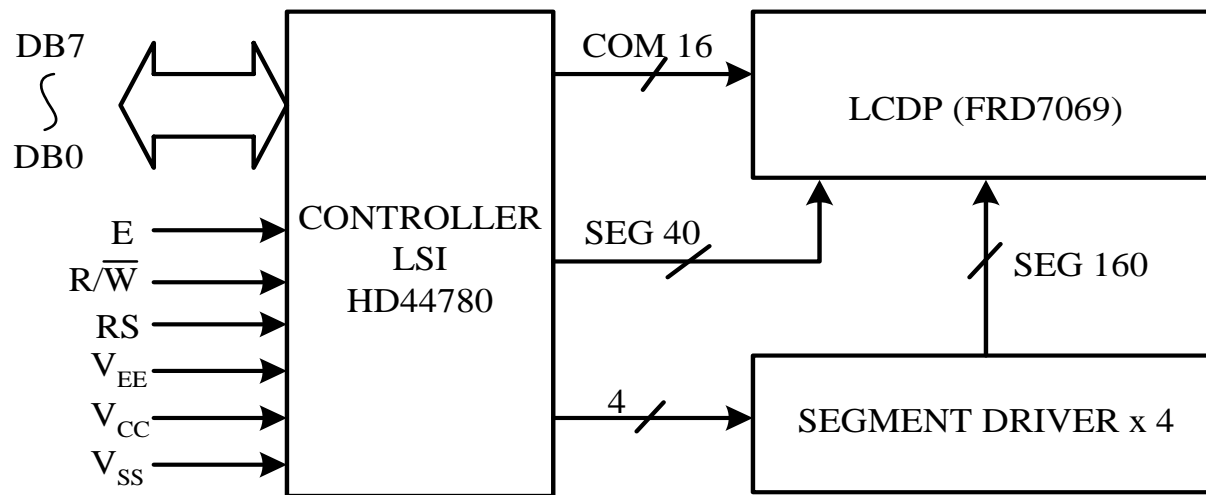 DB7
DB0
E
R/W̅
RS
VEE
VCC
VSS
CONTROLLER
LSI
HD44780
COM 16
SEG 40
4
LCDP (FRD7069)
SEG 160
SEGMENT DRIVER x 4